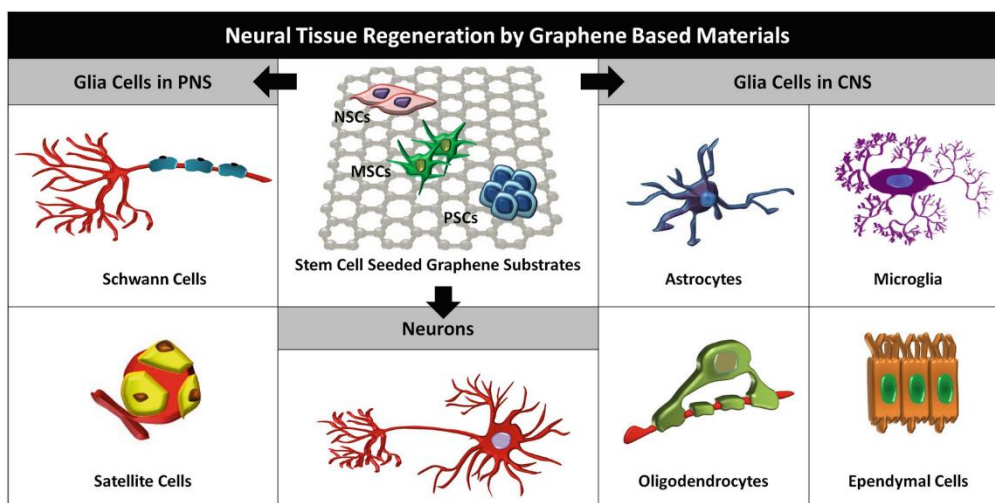 Neural Tissue Regeneration by Graphene Based Materials
Glia Cells in PNS
Glia Cells in CNS
NSCs
MSCs
PSCs
Stem Cell Seeded Graphene Substrates
Schwann Cells
Astrocytes
Microglia
Neurons
Satellite Cells
Oligodendrocytes
Ependymal Cells